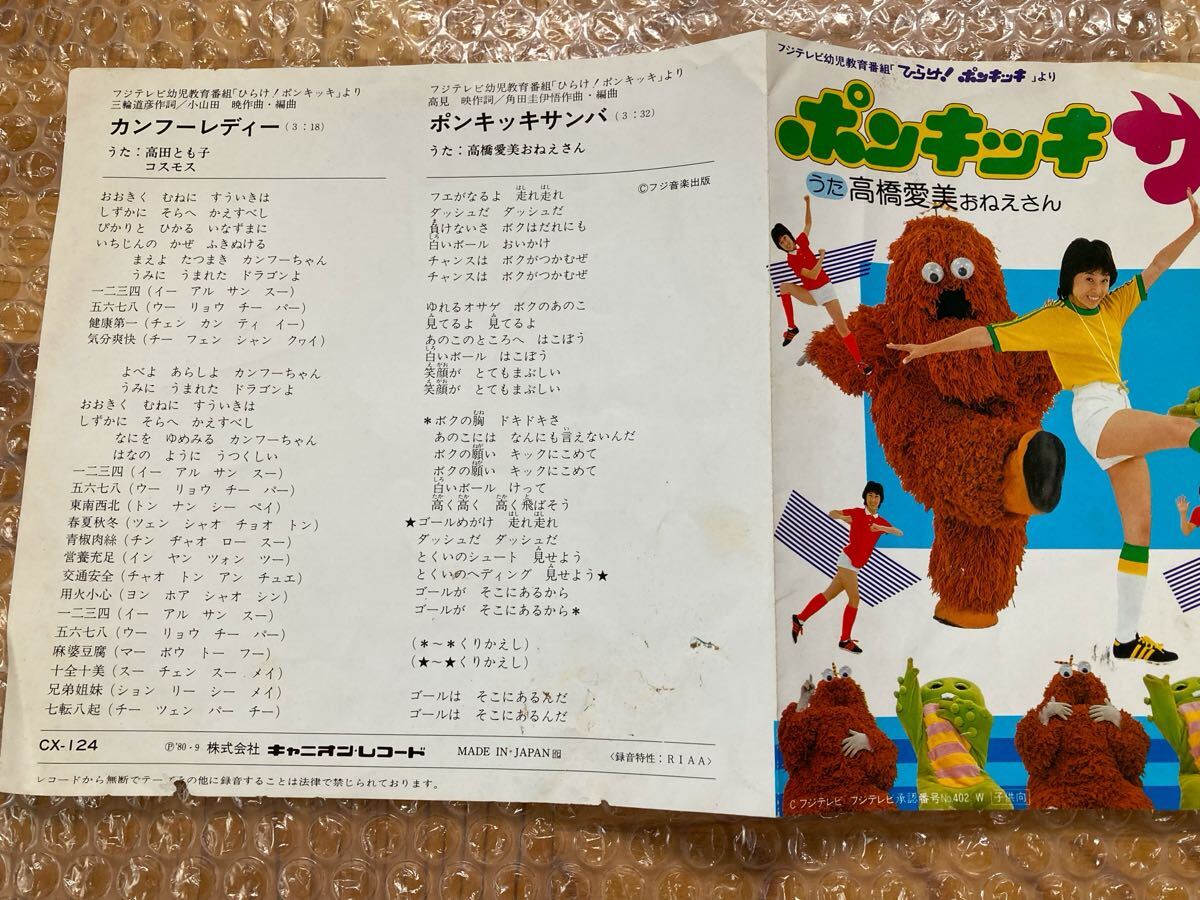 フジテレビ幼児教育番組「ひらけ!ポンキッキ」より
三輪道彦作詞/小山田 暁作曲・編曲
カンフーレディー(3:18)
うた:高田とも子
コスモス
おおきく むねに すういきは
しずかに そらへ かえすべし
ぴかりと ひかる いなずまに
いちじんの かぜ ふきぬける
まえよ たつまき カンフーちゃん
うみに うまれた ドラゴンよ
一二三四(イー アル サン スー)
五六七八(ウー リョウ チー パー)
健康第一(チェン カン ティ イー)
気分爽快(チー フェン シャン クヮイ)
よべよ あらしよ カンフーちゃん
うみに うまれた ドラゴンよ
おおきく むねに すういきは
しずかに そらへ かえすべし
なにを ゆめみる カンフーちゃん
はなの ように うつくしい
一二三四(イー アル サン スー)
五六七八(ウー リョウ チー パー)
東南西北(トン ナン シー ペイ)
春夏秋冬(ツェン シャオ チョオ トン)
青椒肉絲(チン ヂャオ ロー スー)
営養充足(イン ヤン ツォン ツー)
交通安全(チャオ トン アン チュエ)
用火小心(ヨン ホア シャオ シン)
一二三四(イー アル サン スー)
五六七八(ウー リョウ チー パー)
麻婆豆腐(マー ボウ トー フー)
十全十美(スー チェン スー メイ)
兄弟姐妹(ション リー シー メイ)
七転八起(チー ツェン パー チー)
フジテレビ幼児教育番組「ひらけ!ポンキッキ」より
高見 映作詞/角田圭伊悟作曲・編曲
ポンキッキサンバ(3:32)
うた:高橋愛美おねえさん
©フジ音楽出版
フエがなるよ 走れ走れ
ダッシュだ ダッシュだ
負けないさ ボクはだれにも
白いボール おいかけ
チャンスは ボクがつかむぜ
チャンスは ボクがつかむぜ
ゆれるオサゲ ボクのあのこ
見てるよ 見てるよ
あのこのところへ はこぼう
白いボール はこぼう
笑顔が とてもまぶしい
笑顔が とてもまぶしい
*ボクの胸 ドキドキさ
あのこには なんにも言えないんだ
ボクの願い キックにこめて
ボクの願い キックにこめて
白いボール けって
高く高く 高く飛ばそう
★ゴールめがけ 走れ走れ
ダッシュだ ダッシュだ
とくいのシュート 見せよう
とくいのヘディング 見せよう★
ゴールが そこにあるから
ゴールが そこにあるから*
(*~*くりかえし)
(★~★くりかえし)
ゴールは そこにあるんだ
ゴールは そこにあるんだ
CX-124
Ⓟ'80・9 株式会社 キャニオン・レコード MADE IN JAPAN 〈録音特性:RIAA〉
レコードから無断でテープその他に録音することは法律で禁じられております。
フジテレビ幼児教育番組「ひらけ!ポンキッキ」より
ポンキッキサ
うた 高橋愛美おねえさん
Cフジテレビ フジテレビ承認番号No402 W 子供向